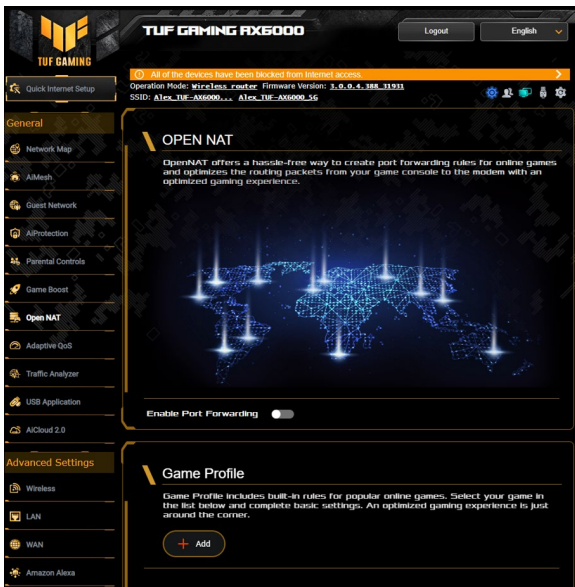 TUF GAMING
TUF GAMING AX6000
Logout
English
All of the devices have been blocked from Internet access.
Quick Internet Setup
Operation Mode: Wireless router Firmware Version: 3.0.0.4.388_31931
SSID: Alex_TUF-AX6000... Alex_TUF-AX6000_5G
General
Network Map
AiMesh
Guest Network
AiProtection
Parental Controls
Game Boost
Open NAT
Adaptive QoS
Traffic Analyzer
USB Application
AiCloud 2.0
Advanced Settings
Wireless
LAN
WAN
Amazon Alexa
OPEN NAT
OpenNAT offers a hassle-free way to create port forwarding rules for online games
and optimizes the routing packets from your game console to the modem with an
optimized gaming experience.
Enable Port Forwarding
Game Profile
Game Profile includes built-in rules for popular online games. Select your game in
the list below and complete basic settings. An optimized gaming experience is just
around the corner.
Add